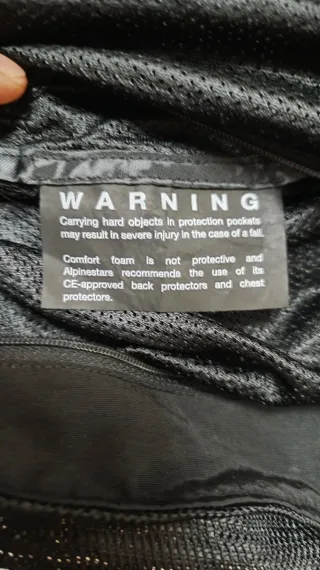 WARNING
Carrying hard objects in protection pockets
may result in severe injury in the case of a fall.
Comfort foam is not protective and
Alpinestars recommends the use of its
CE-approved back protectors and chest
protectors.